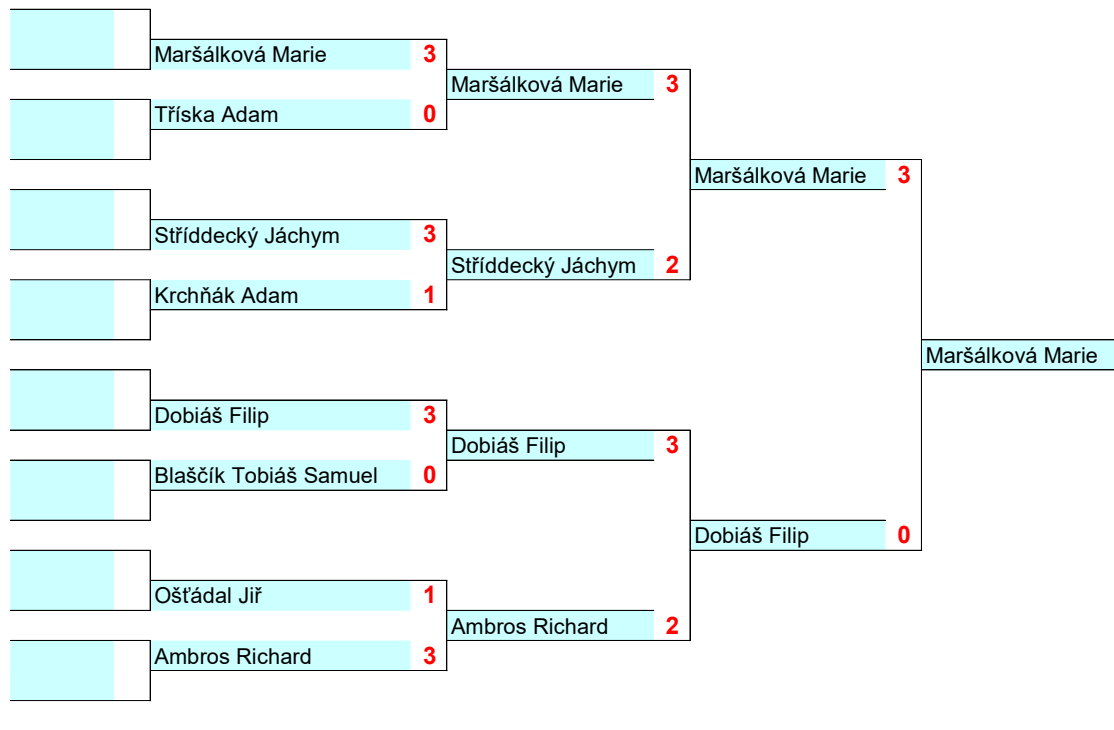 Maršálková Marie 3
Maršálková Marie 3
Tříska Adam 0
Maršálková Marie 3
Stříddecký Jáchym 3
Stříddecký Jáchym 2
Krchňák Adam 1
Maršálková Marie
Dobiáš Filip 3
Dobiáš Filip 3
Blaščík Tobiáš Samuel 0
Dobiáš Filip 0
Ošťádal Jiř 1
Ambros Richard 2
Ambros Richard 3